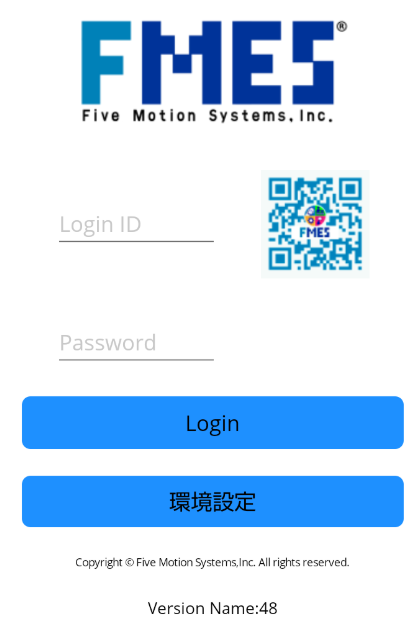 FMES®
Five Motion Systems,Inc.
Login ID
FMES
Password
Login
環境設定
Copyright © Five Motion Systems,Inc. All rights reserved.
Version Name:48